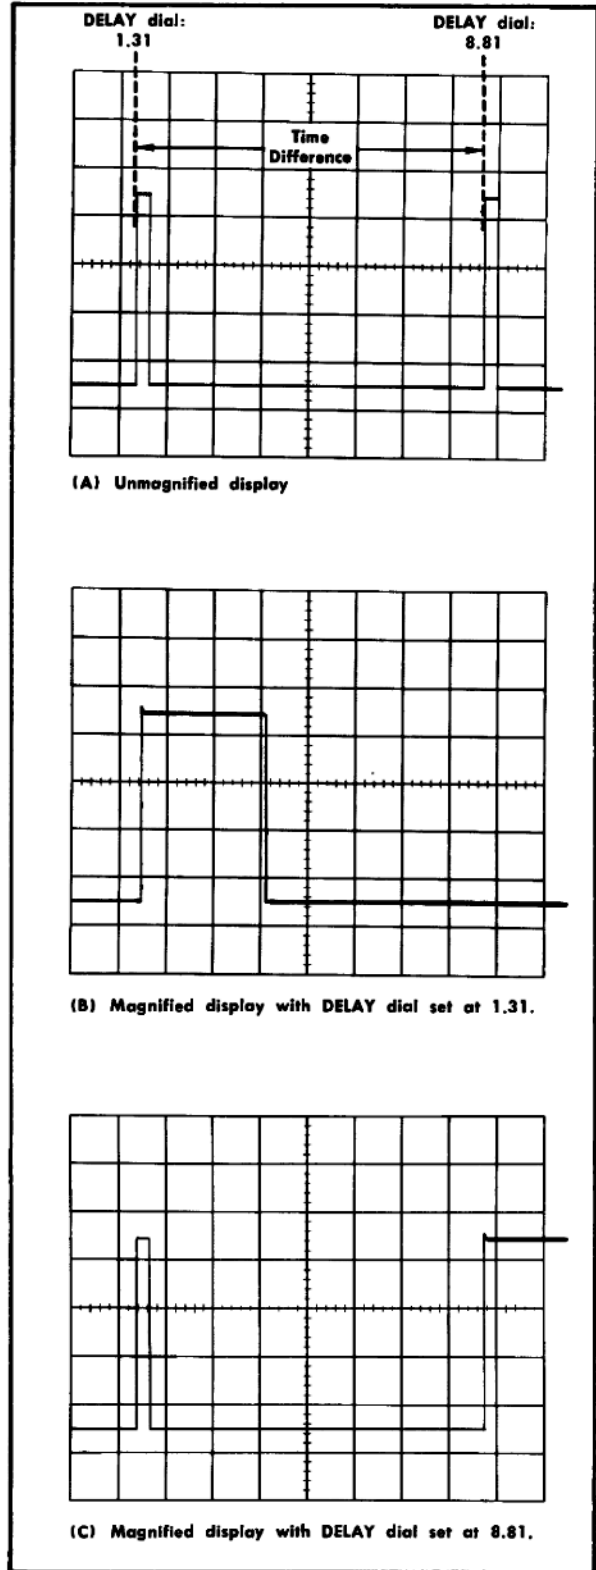 DELAY dial:
1.31
DELAY dial:
8.81
Time
Difference
(A) Unmagnified display
(B) Magnified display with DELAY dial set at 1.31.
(C) Magnified display with DELAY dial set at 8.81.